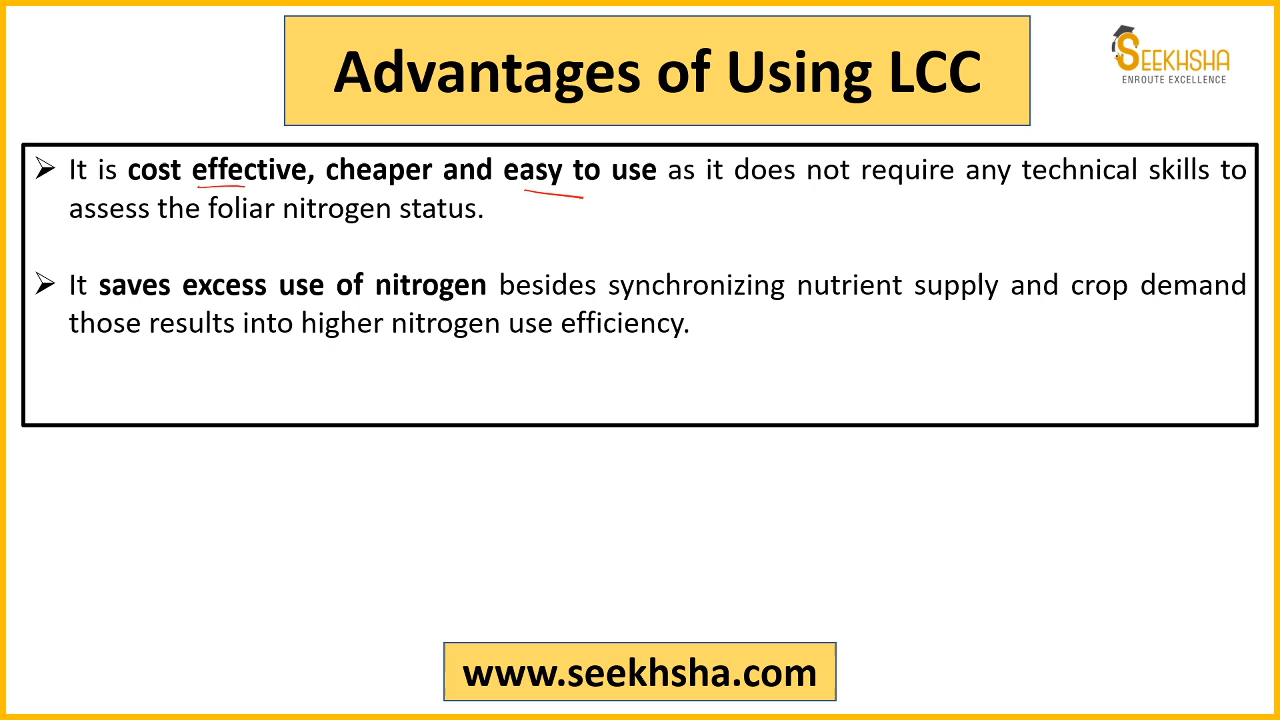 Advantages of Using LCC
SEEKHSHA
ENROUTE EXCELLENCE
➢ It is cost effective, cheaper and easy to use as it does not require any technical skills to
assess the foliar nitrogen status.
➢ It saves excess use of nitrogen besides synchronizing nutrient supply and crop demand
those results into higher nitrogen use efficiency.
www.seekhsha.com